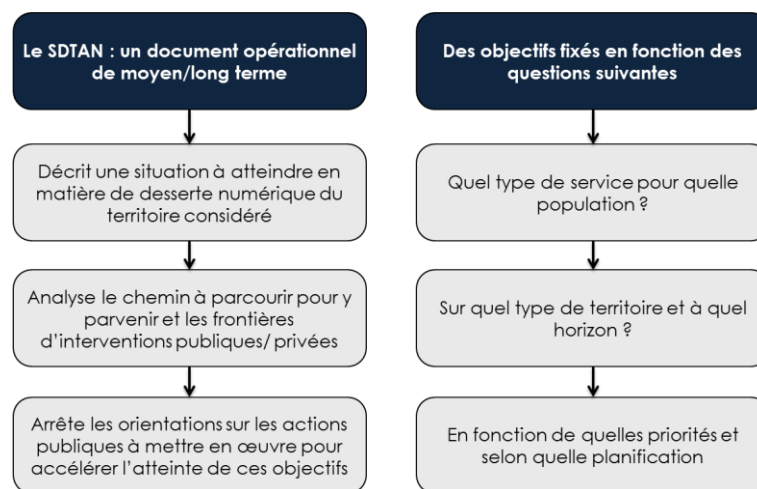 Le SDTAN : un document opérationnel
de moyen/long terme
Décrit une situation à atteindre en
matière de desserte numérique du
territoire considéré
Analyse le chemin à parcourir pour y
parvenir et les frontières
d’interventions publiques/ privées
Arrête les orientations sur les actions
publiques à mettre en œuvre pour
accélérer l’atteinte de ces objectifs
Des objectifs fixés en fonction des
questions suivantes
Quel type de service pour quelle
population ?
Sur quel type de territoire et à quel
horizon ?
En fonction de quelles priorités et
selon quelle planification